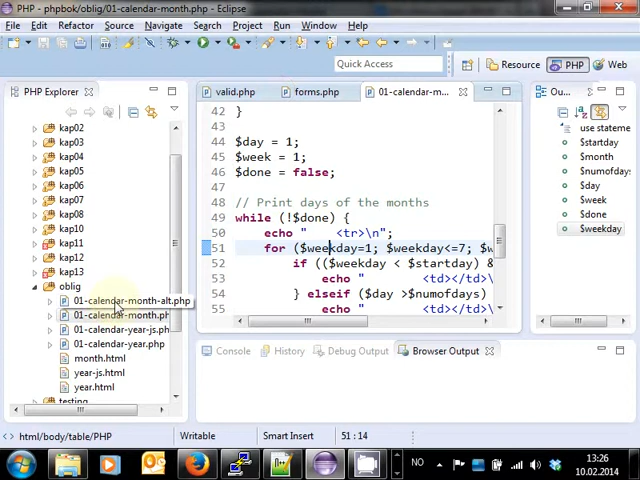 PHP - phpbok/oblig/01-calendar-month.php - Eclipse
File Edit Refactor Source Navigate Search Project Run Window Help
Quick Access
Resource PHP Web
PHP Explorer
valid.php forms.php 01-calendar-m...
Ou...
kap02
kap03
kap04
kap05
kap06
kap07
kap08
kap09
kap10
kap11
kap12
kap13
oblig
01-calendar-month-alt.php
01-calendar-month.ph
01-calendar-year-js.ph
01-calendar-year.php
month.html
year-js.html
year.html
testing
42 }
43
44 $day = 1;
45 $week = 1;
46 $done = false;
47
48 // Print days of the months
49 while (!$done) {
50 echo " <tr>\n";
51 for ($weekday=1; $weekday<=7; $w
52 if (($weekday < $startday) &
53 echo " <td></td>
54 } elseif ($day >$numofdays)
55 echo " <td></td>
use stateme
$startday
$month
$numofdays
$day
$week
$done
$weekday
Console History Debug Output Browser Output
html/body/table/PHP Writable Smart Insert 51 : 14
NO
13:26
10.02.2014